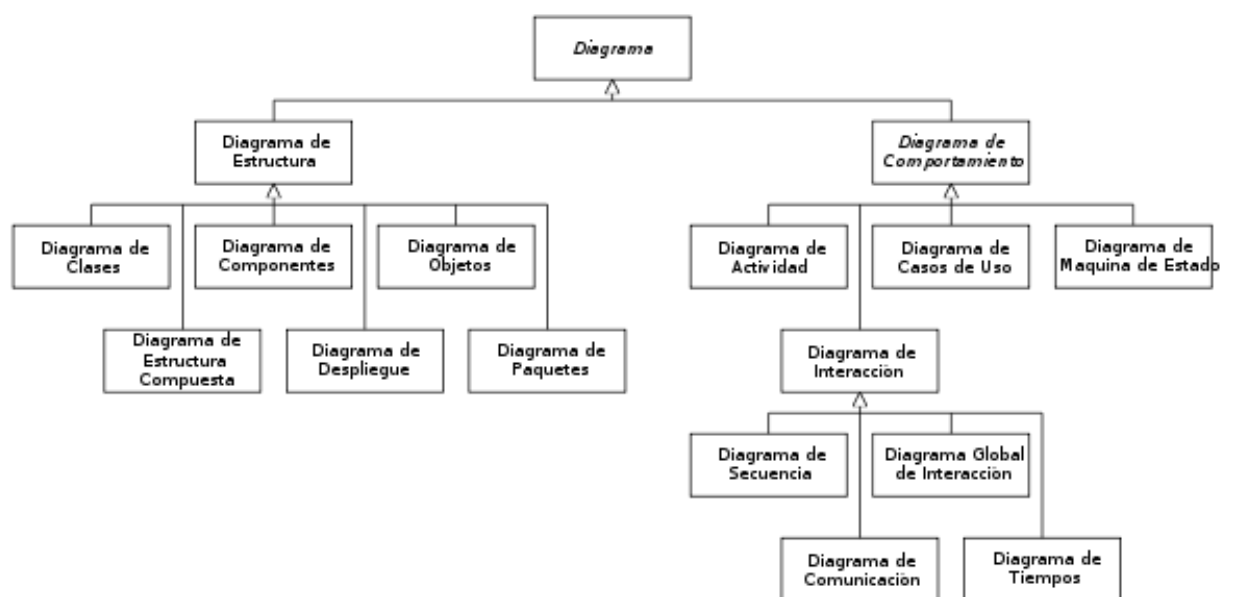 Diagrama
Diagrama de
Estructura
Diagrama de
Comportamiento
Diagrama de
Clases
Diagrama de
Componentes
Diagrama de
Objetos
Diagrama de
Actividad
Diagrama de
Casos de Uso
Diagrama de
Maquina de Estado
Diagrama de
Estructura
Compuesta
Diagrama de
Despliegue
Diagrama de
Paquetes
Diagrama de
Interacción
Diagrama de
Secuencia
Diagrama Global
de Interacción
Diagrama de
Comunicación
Diagrama de
Tiempos